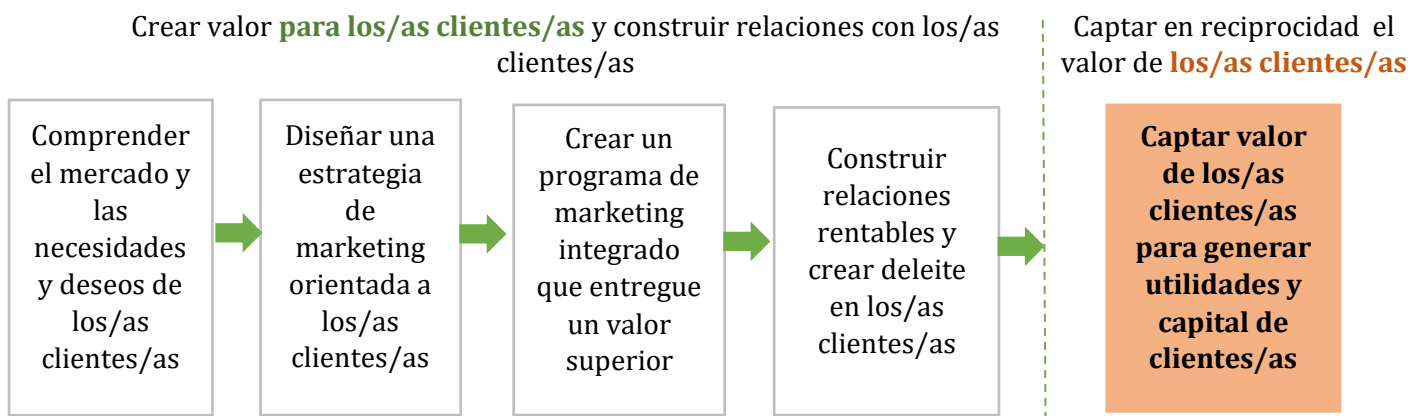 Crear valor para los/as clientes/as y construir relaciones con los/as
clientes/as
Captar en reciprocidad el
valor de los/as clientes/as
Comprender
el mercado y
las
necesidades
y deseos de
los/as
clientes/as
Diseñar una
estrategia
de
marketing
orientada a
los/as
clientes/as
Crear un
programa de
marketing
integrado
que entregue
un valor
superior
Construir
relaciones
rentables y
crear deleite
en los/as
clientes/as
Captar valor
de los/as
clientes/as
para generar
utilidades y
capital de
clientes/as